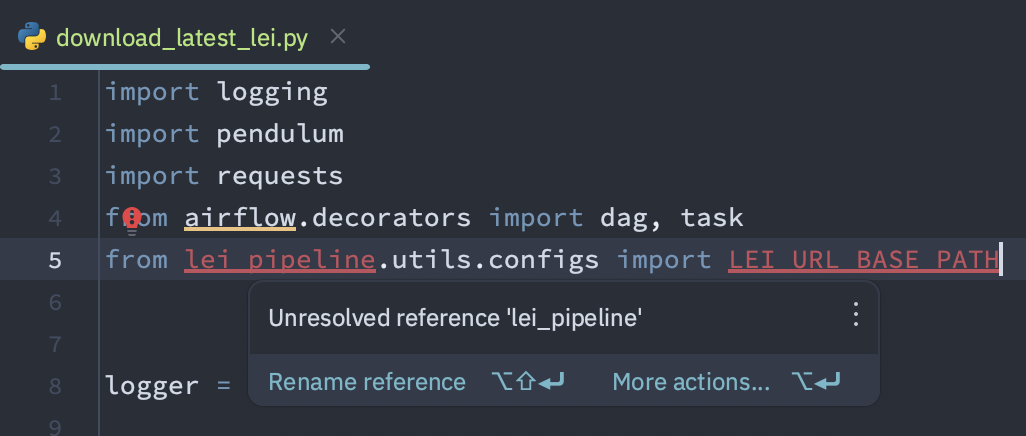 download_latest_lei.py
1 import logging
2 import pendulum
3 import requests
4 from airflow.decorators import dag, task
5 from lei_pipeline.utils.configs import LEI_URL_BASE_PATH
6
Unresolved reference 'lei_pipeline'
7
Rename reference ⌥⇧↩ More actions... ⌥↩
8 logger =
9